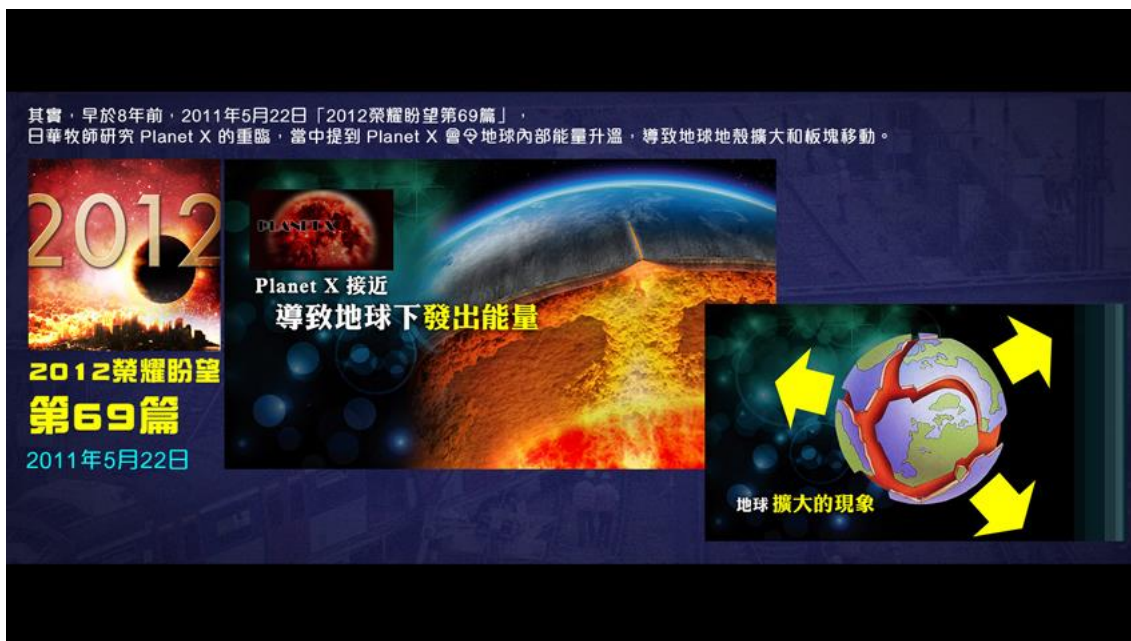 其實，早於8年前，2011年5月22日「2012榮耀盼望第69篇」，
日華牧師研究 Planet X 的重臨，當中提到 Planet X 會令地球內部能量升溫，導致地球地殼擴大和板塊移動。
2012
PLANET X
Planet X 接近
導致地球下發出能量
2012榮耀盼望
第69篇
2011年5月22日
地球 擴大的現象